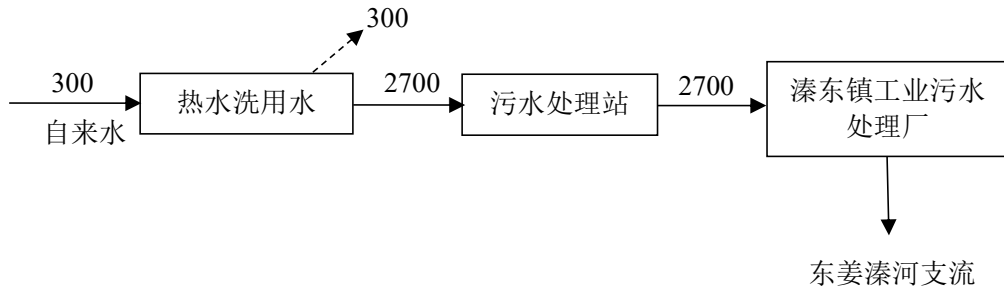 300
300
自来水
热水洗用水
2700
污水处理站
2700
溱东镇工业污水
处理厂
东姜溱河支流